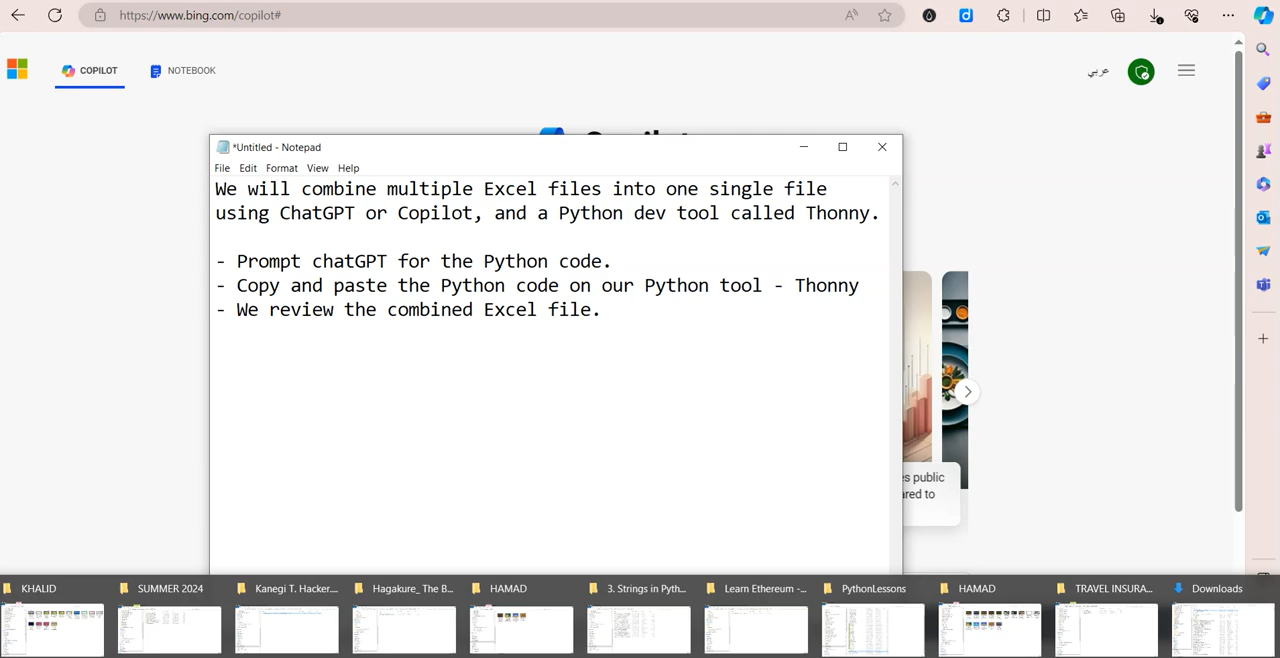 https://www.bing.com/copilot#
COPILOT
NOTEBOOK
عربي
*Untitled - Notepad
File Edit Format View Help
We will combine multiple Excel files into one single file
using ChatGPT or Copilot, and a Python dev tool called Thonny.
- Prompt chatGPT for the Python code.
- Copy and paste the Python code on our Python tool - Thonny
- We review the combined Excel file.
es public
ared to
KHALID
SUMMER 2024
Kanegi T. Hacker...
Hagakure_ The B...
HAMAD
3. Strings in Pyth...
Learn Ethereum -...
PythonLessons
HAMAD
TRAVEL INSURA...
Downloads